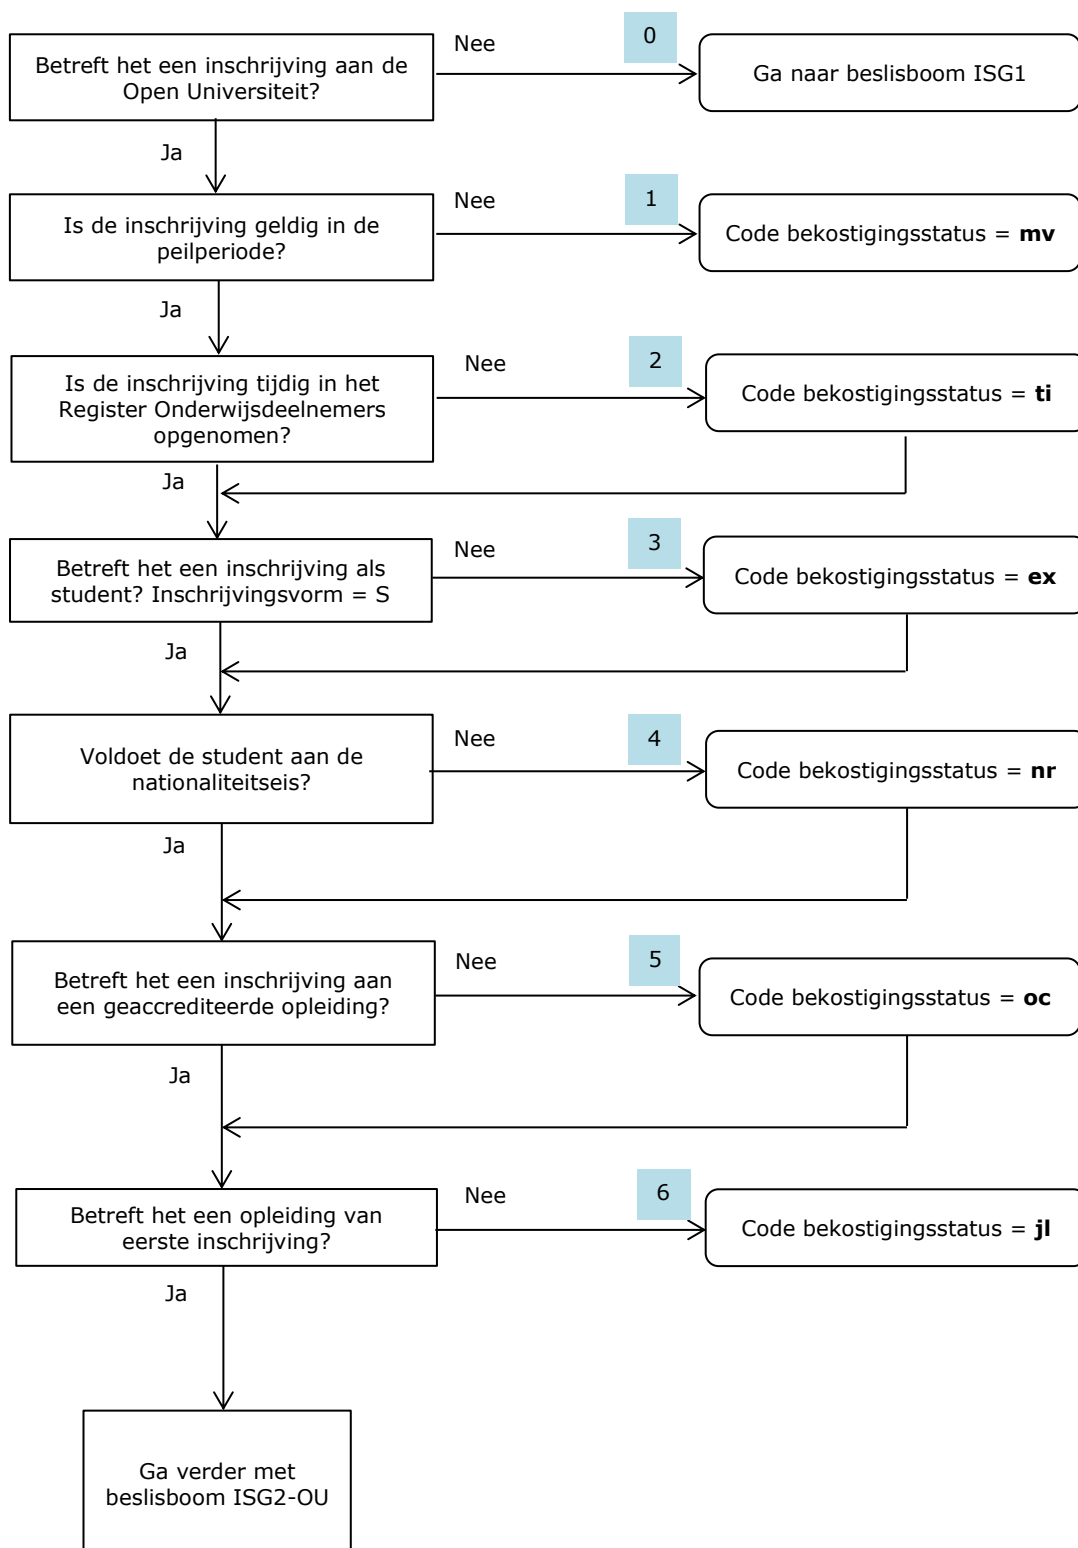 Betreft het een inschrijving aan de
Open Universiteit?
Nee
0
Ga naar beslisboom ISG1
Ja
Is de inschrijving geldig in de
peilperiode?
Nee
1
Code bekostigingsstatus = mv
Ja
Is de inschrijving tijdig in het
Register Onderwijsdeelnemers
opgenomen?
Nee
2
Code bekostigingsstatus = ti
Ja
Betreft het een inschrijving als
student? Inschrijvingsvorm = S
Nee
3
Code bekostigingsstatus = ex
Ja
Voldoet de student aan de
nationaliteitseis?
Nee
4
Code bekostigingsstatus = nr
Ja
Betreft het een inschrijving aan
een geaccrediteerde opleiding?
Nee
5
Code bekostigingsstatus = oc
Ja
Betreft het een opleiding van
eerste inschrijving?
Nee
6
Code bekostigingsstatus = jl
Ja
Ga verder met
beslisboom ISG2-OU